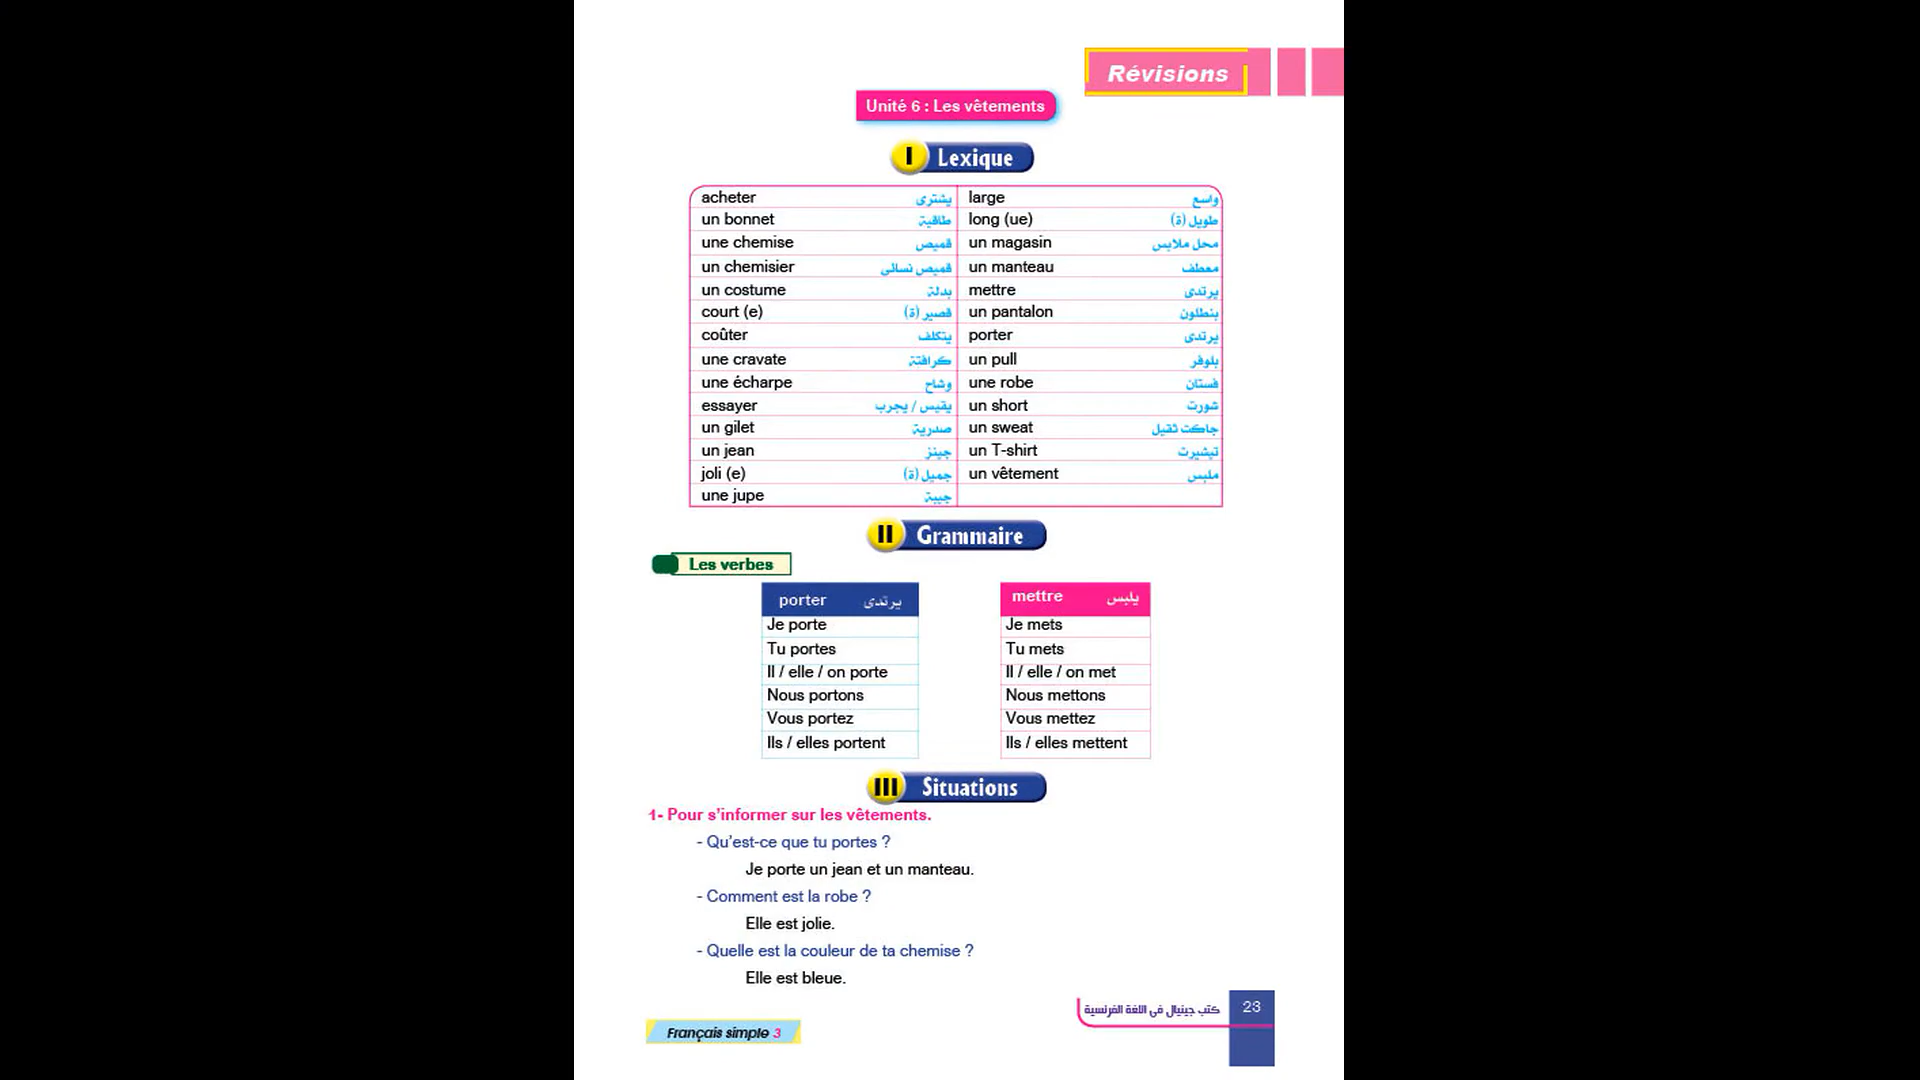 Révisions
Unité 6 : Les vêtements
I Lexique
acheter يشترى large واسع
un bonnet طاقية long (ue) طويل (ة)
une chemise قميص un magasin محل ملابس
un chemisier قميص نسائى un manteau معطف
un costume بدلة mettre يرتدى
court (e) قصير (ة) un pantalon بنطلون
coûter يتكلف porter يرتدى
une cravate كرافتة un pull بلوفر
une écharpe وشاح une robe فستان
essayer يقيس / يجرب un short شورت
un gilet صدرية un sweat جاكت ثقيل
un jean جينز un T-shirt تيشيرت
joli (e) جميل (ة) un vêtement ملبس
une jupe جيبة
II Grammaire
Les verbes
porter يرتدى mettre يلبس
Je porte Je mets
Tu portes Tu mets
Il / elle / on porte Il / elle / on met
Nous portons Nous mettons
Vous portez Vous mettez
Ils / elles portent Ils / elles mettent
III Situations
1- Pour s’informer sur les vêtements.
- Qu’est-ce que tu portes ?
Je porte un jean et un manteau.
- Comment est la robe ?
Elle est jolie.
- Quelle est la couleur de ta chemise ?
Elle est bleue.
كتب جينيال فى اللغة الفرنسية 23
Français simple 3